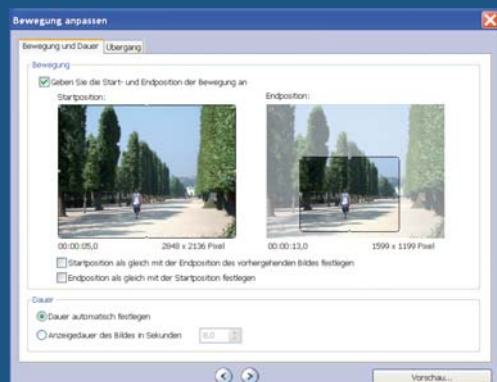 Bewegung anpassen
Bewegung und Dauer Übergang
Bewegung
Geben Sie die Start- und Endposition der Bewegung an
Startposition: Endposition:
00:00:05,0 2848 x 2136 Pixel 00:00:13,0 1599 x 1199 Pixel
Startposition als gleich mit der Endposition des vorhergehenden Bildes festlegen
Endposition als gleich mit der Startposition festlegen
Dauer
Dauer automatisch festlegen
Anzeigedauer des Bildes in Sekunden 8,0
Vorschau...